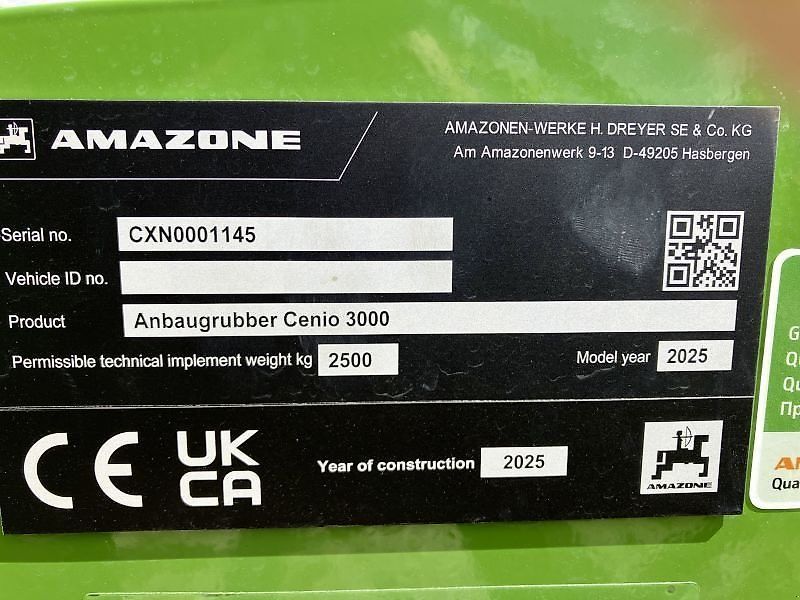 AMAZONE
AMAZONEN-WERKE H. DREYER SE & Co. KG
Am Amazonenwerk 9-13 D-49205 Hasbergen
Serial no. CXN0001145
Vehicle ID no.
Product Anbaugrubber Cenio 3000
Permissible technical implement weight kg 2500 Model year 2025
CE UK
CA
Year of construction 2025
AMAZONE
Qua